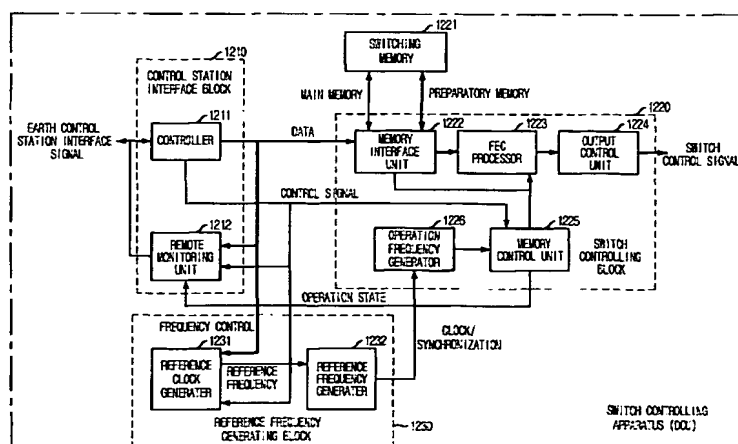 1221
SWITCHING
MEMORY
1210
CONTROL STATION
INTERFACE BLOCK
MAIN MEMORY
PREPARATORY MEMORY
1220
1211
1222
1223
1224
EARTH CONTROL
STATION INTERFACE
SIGNAL
CONTROLLER
DATA
MEMORY
INTERFACE
UNIT
FEC
PROCESSOR
OUTPUT
CONTROL
UNIT
SWITCH
CONTROL SIGNAL
CONTROL SIGNAL
1212
REMOTE
MONITORING
UNIT
1226
OPERATION
FREQUENCY
GENERATOR
1225
MEMORY
CONTROL UNIT
SWITCH
CONTROLLING
BLOCK
OPERATION STATE
FREQUENCY CONTROL
1231
REFERENCE
CLOCK
GENERATER
REFERENCE
FREQUENCY
1232
REFERENCE
FREQUENCY
GENERATER
CLOCK/
SYNCHRONIZATION
REFERENCE FREQUENCY
GENERATING BLOCK
1230
SWITCH CONTROLLING
APPARATUS (DCU)